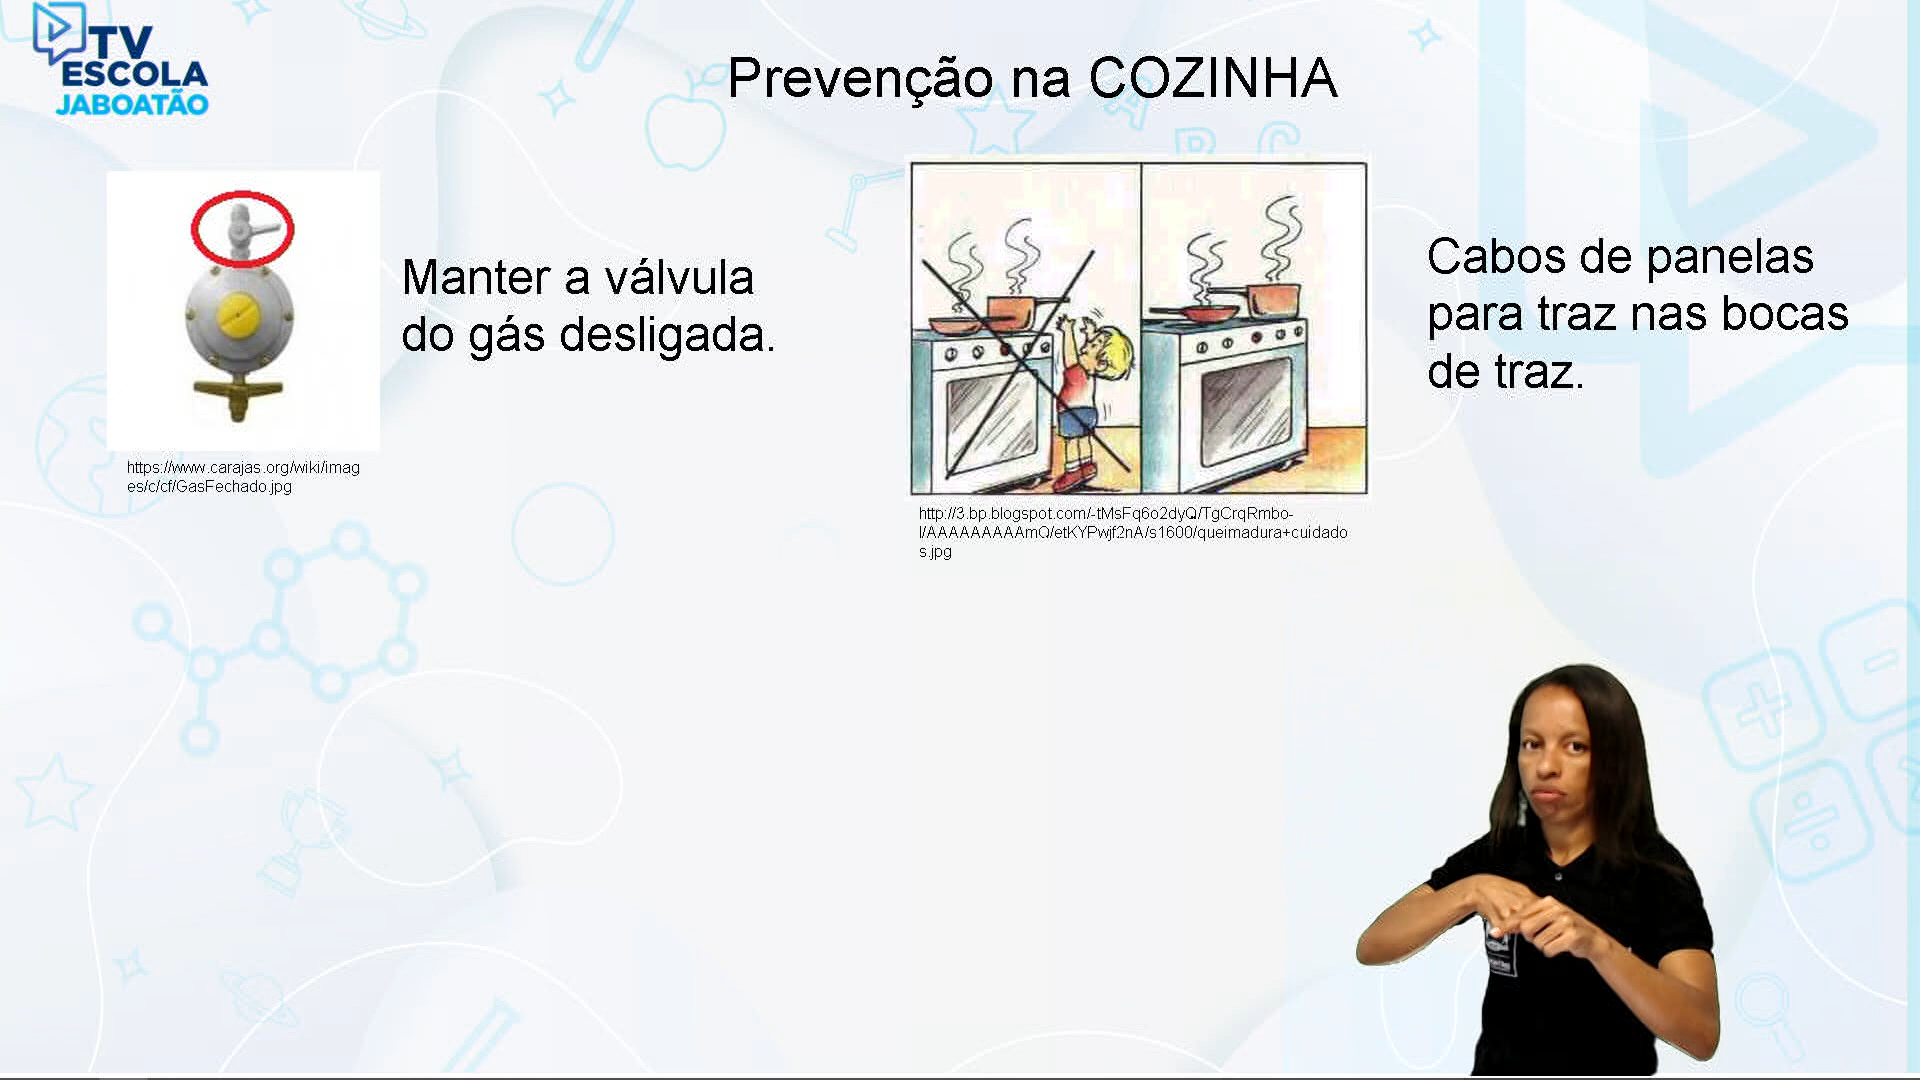 TV
ESCOLA
JABOATÃO
Prevenção na COZINHA
Manter a válvula
do gás desligada.
https://www.carajas.org/wiki/imag
es/c/cf/GasFechado.jpg
Cabos de panelas
para traz nas bocas
de traz.
http://3.bp.blogspot.com/-tMsFq6o2dyQ/TgCrqRmbo-
I/AAAAAAAAAmQ/etKYPwjf2nA/s1600/queimadura+cuidado
s.jpg
A B C